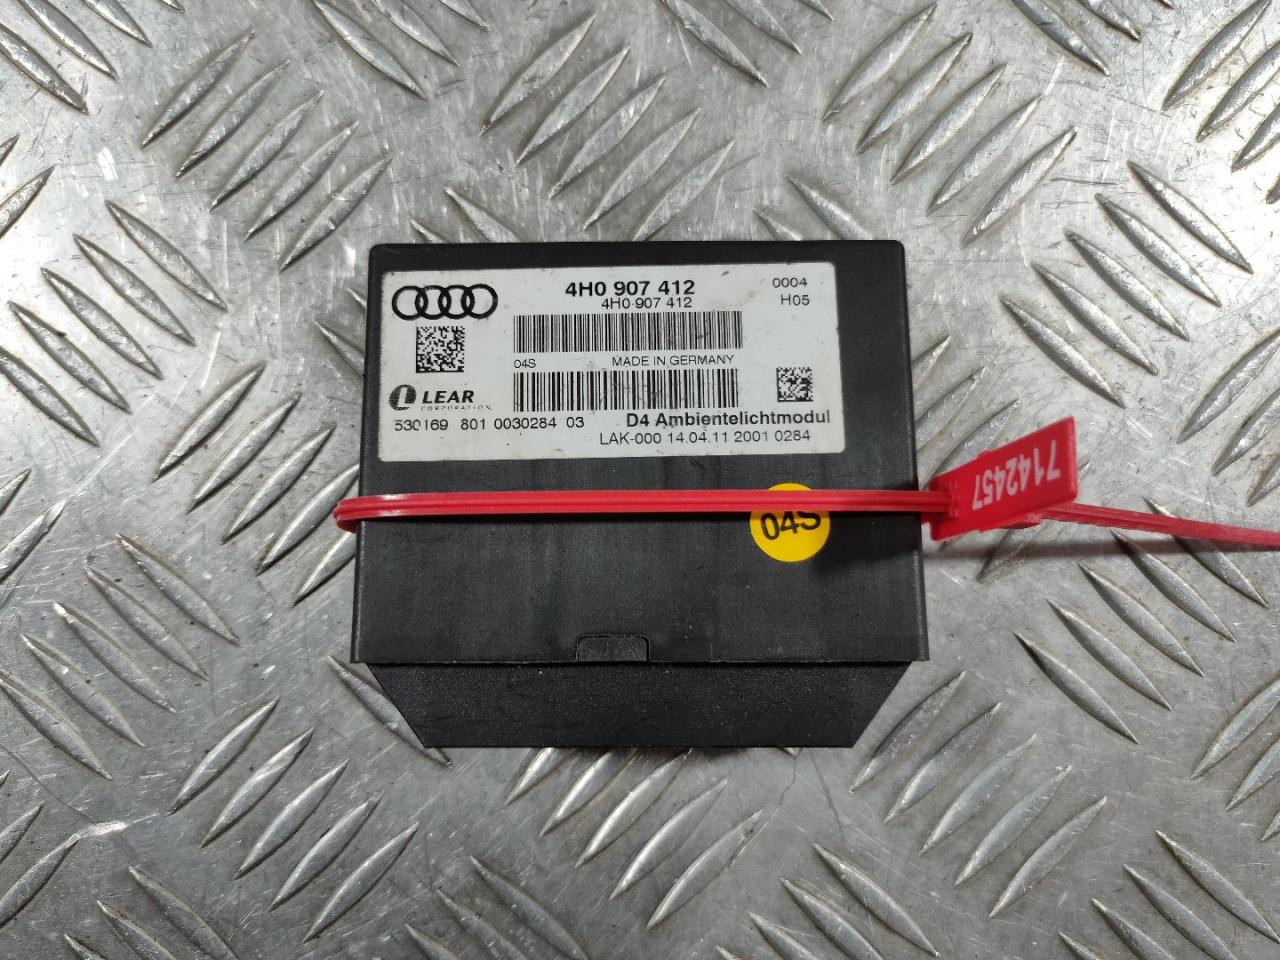 4H0 907 412
0004
4H0 907 412
H05
04S MADE IN GERMANY
LEAR
CORPORATION
530169 801 0030284 03
D4 Ambientelichtmodul
LAK-000 14.04.11 2001 0284
04S
7142457